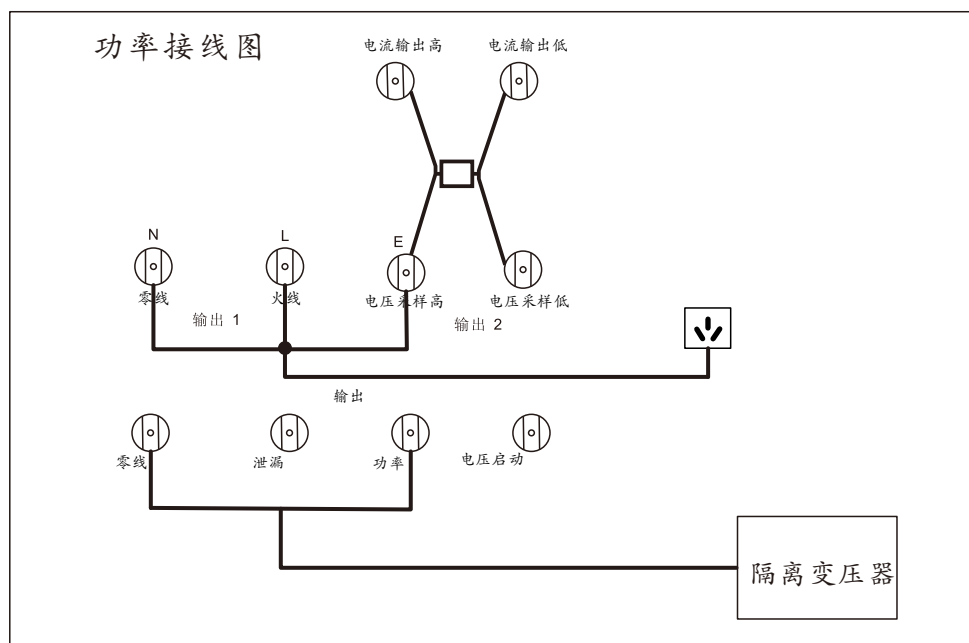 功率接线图
电流输出高
电流输出低
N
L
E
零线
火线
电压采样高
电压采样低
输出 1
输出 2
输出
零线
泄漏
功率
电压启动
隔离变压器